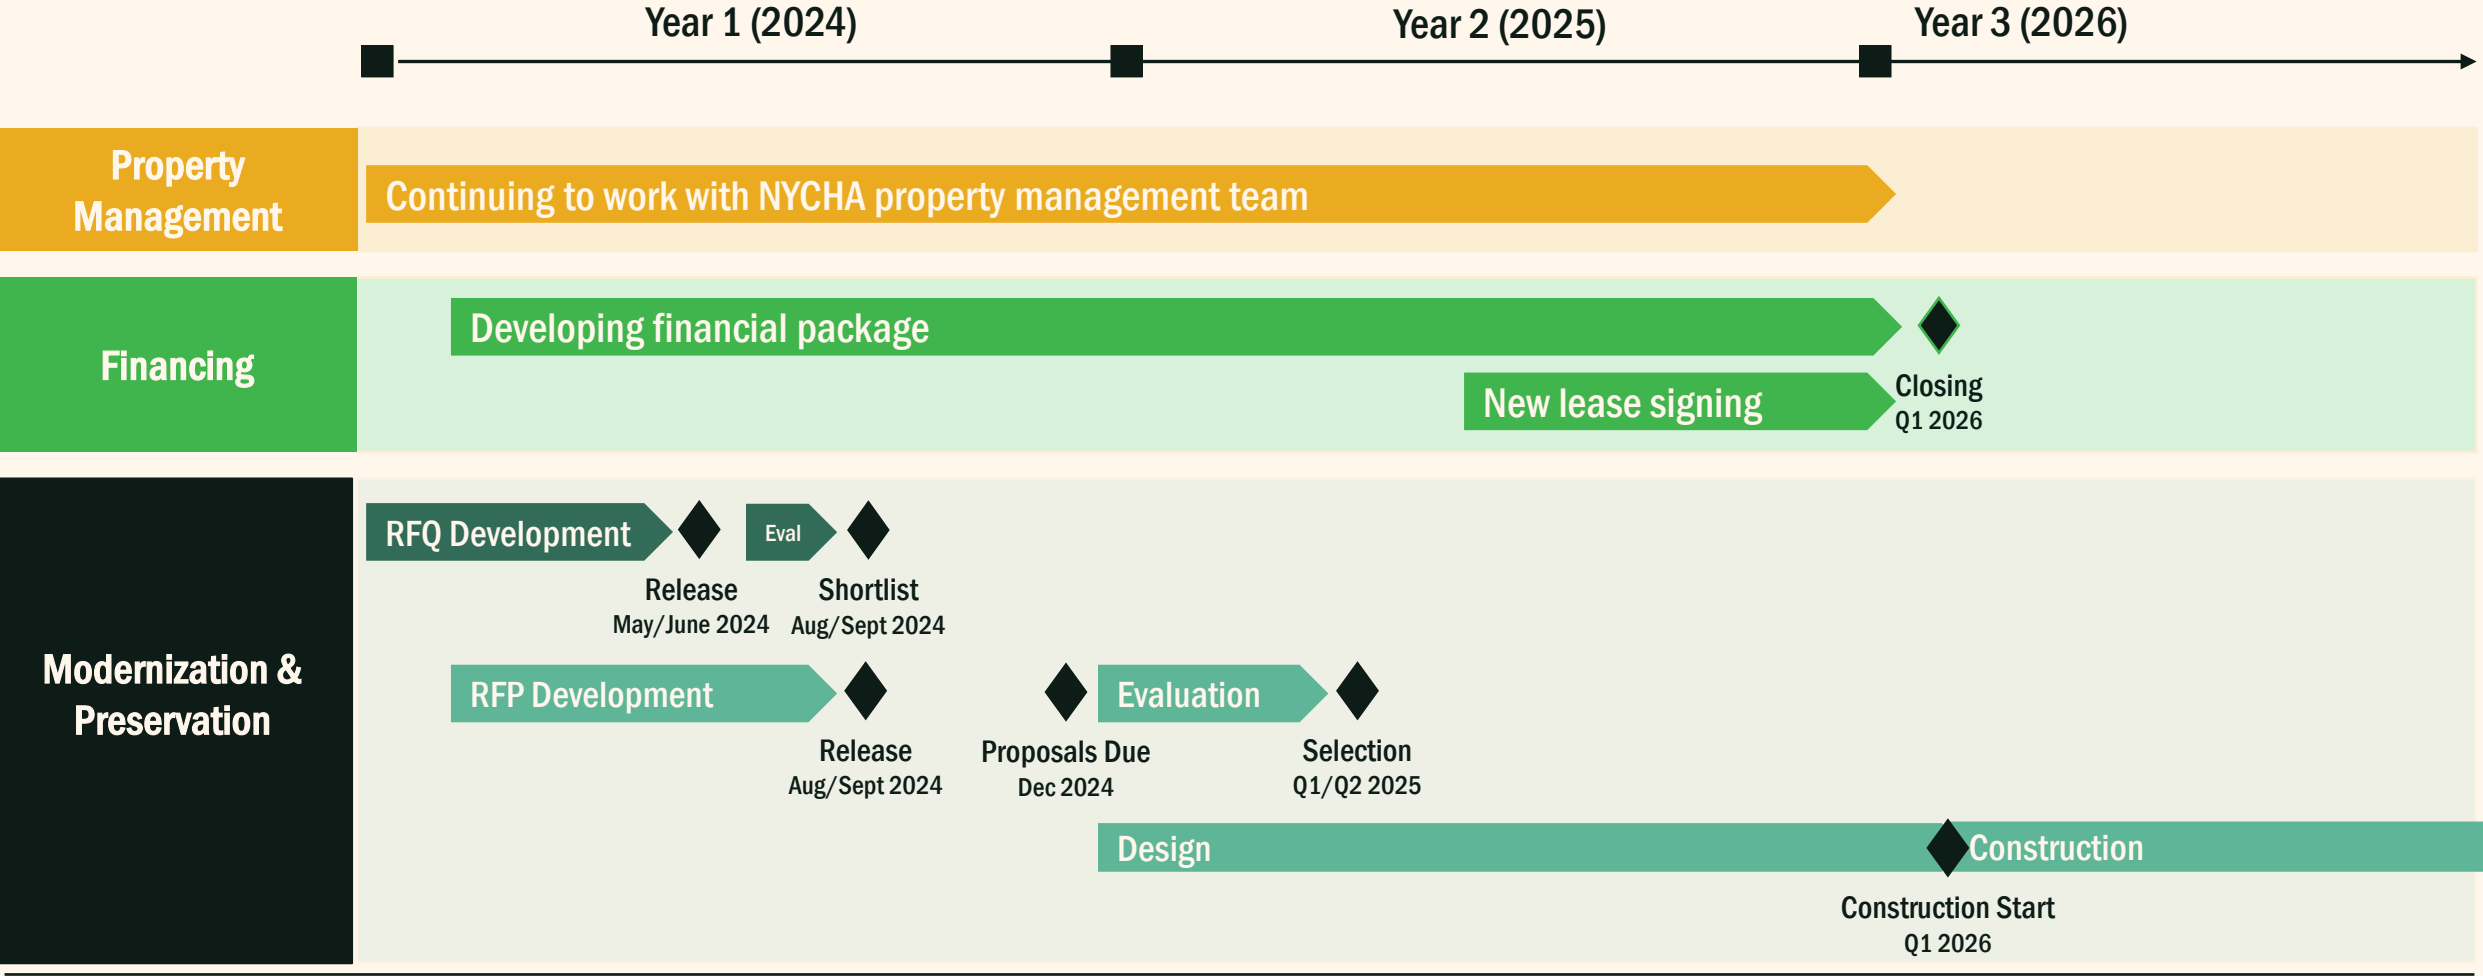 Year 1 (2024)
Year 2 (2025)
Year 3 (2026)
Property
Management
Continuing to work with NYCHA property management team
Financing
Developing financial package
New lease signing
Closing
Q1 2026
Modernization &
Preservation
RFQ Development
Eval
Release
May/June 2024
Shortlist
Aug/Sept 2024
RFP Development
Evaluation
Release
Aug/Sept 2024
Proposals Due
Dec 2024
Selection
Q1/Q2 2025
Design
Construction
Construction Start
Q1 2026